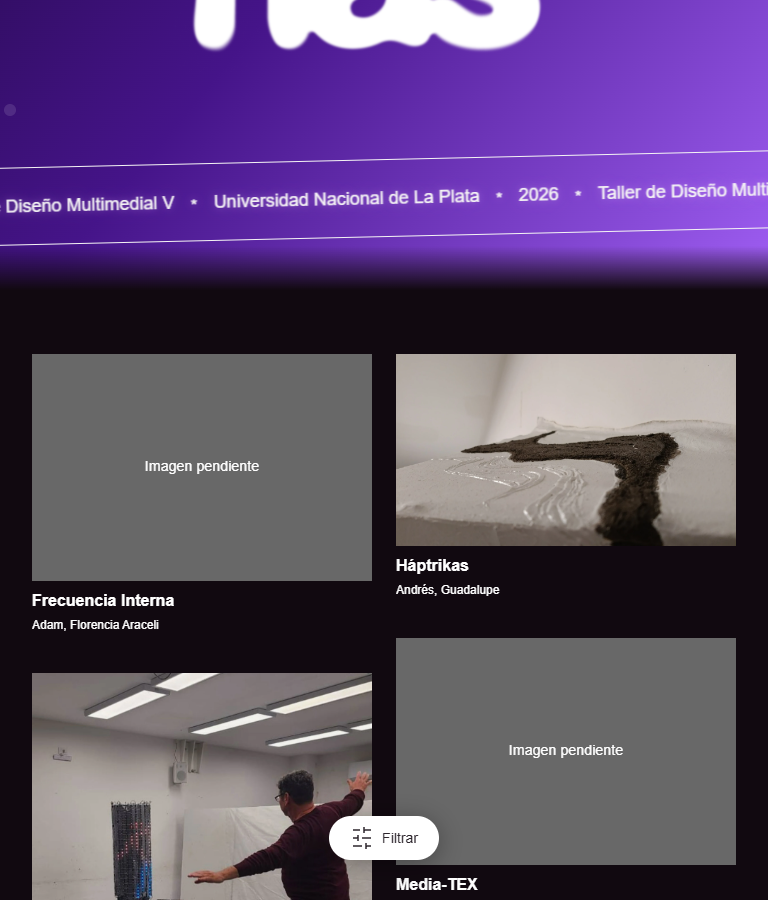 Diseño Multimedial V * Universidad Nacional de La Plata * 2026 * Taller de Diseño
Imagen pendiente
Frecuencia Interna
Adam, Florencia Araceli
Háptrikas
Andrés, Guadalupe
Imagen pendiente
Media-TEX
Filtrar